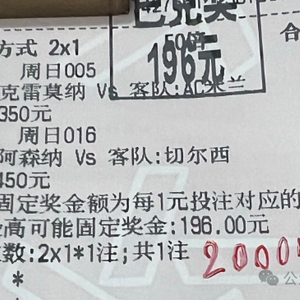 方式 2x1
已兑奖
196元
周日005
克雷莫纳 Vs 客队:AC米兰
350元
周日016
阿森纳 Vs 客队:切尔西
450元
固定奖金额为每1元投注对应的
高可能固定奖金:196.00元
数:2x1*1注;共1注
2000
*
公